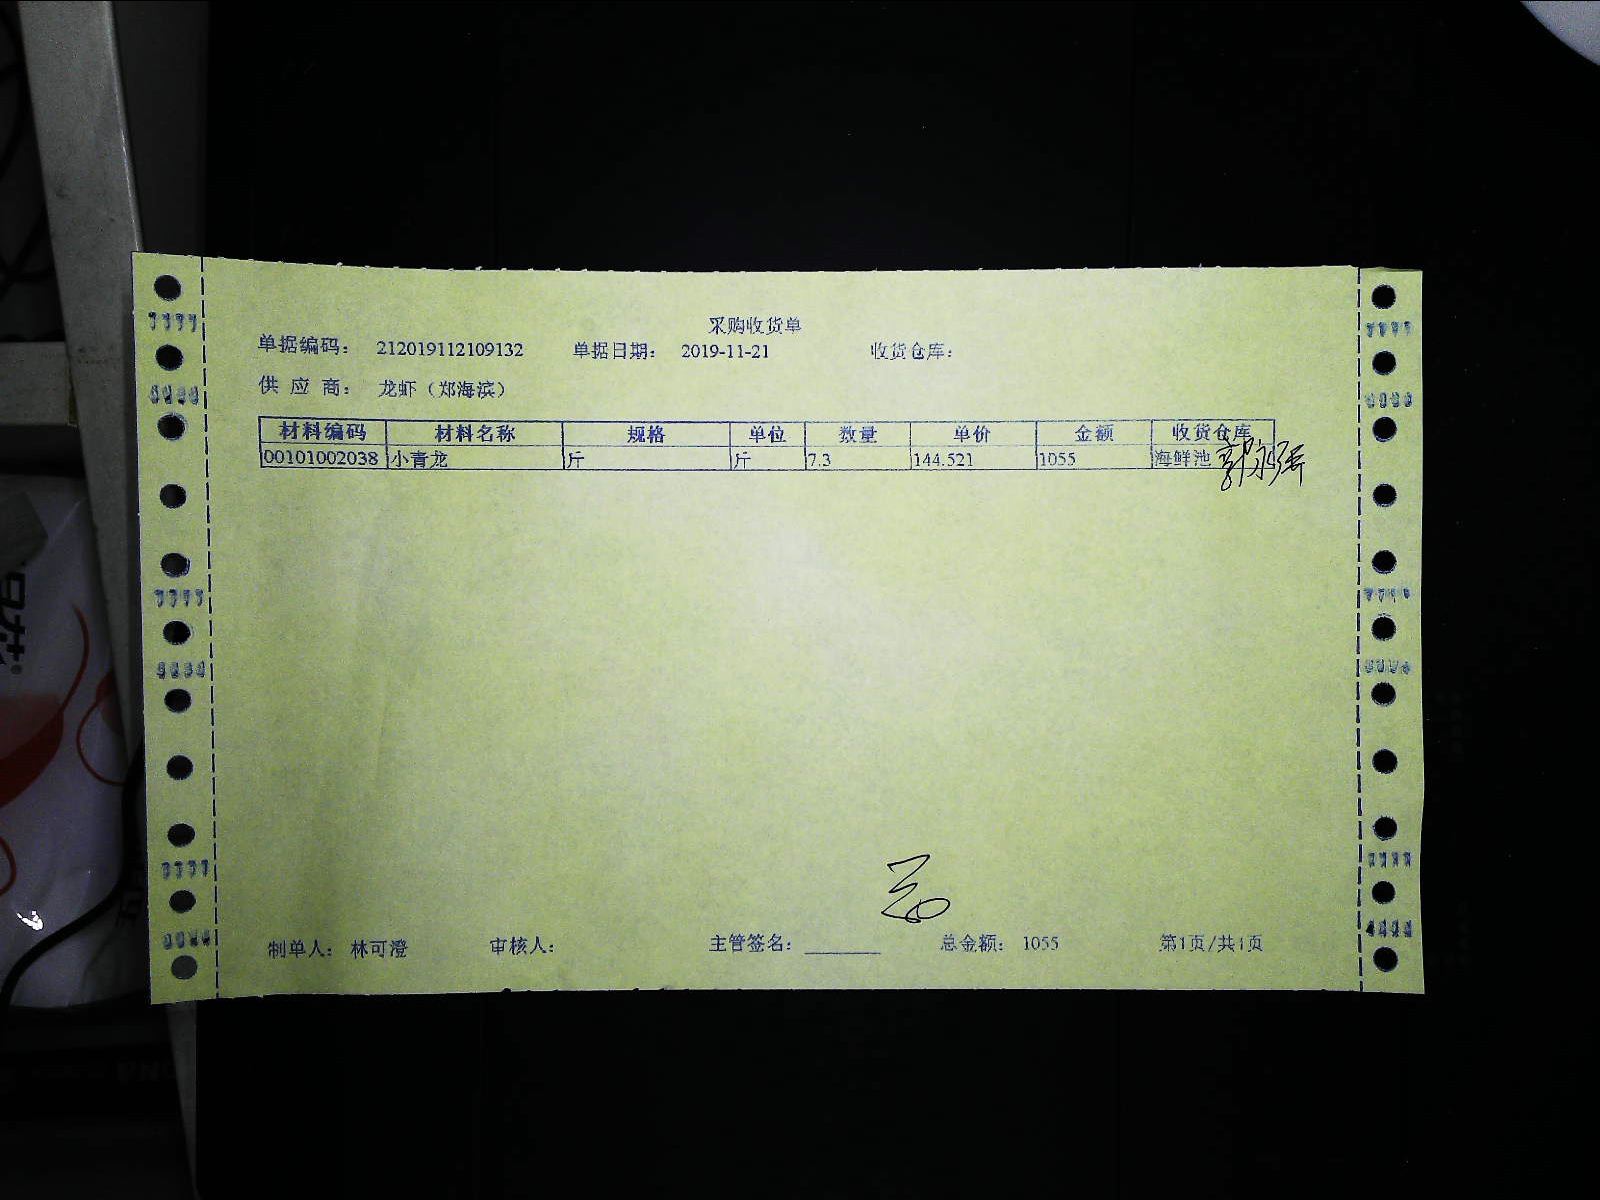 采购收货单
单据编码： 212019112109132 单据日期： 2019-11-21 收货仓库：
供 应 商： 龙虾（郑海滨）
材料编码 材料名称 规格 单位 数量 单价 金额 收货仓库
00101002038 小青龙 斤 斤 7.3 144.521 1055 海鲜池 郭永强
制单人： 林可澄 审核人： 主管签名： 总金额： 1055 第1页/共1页